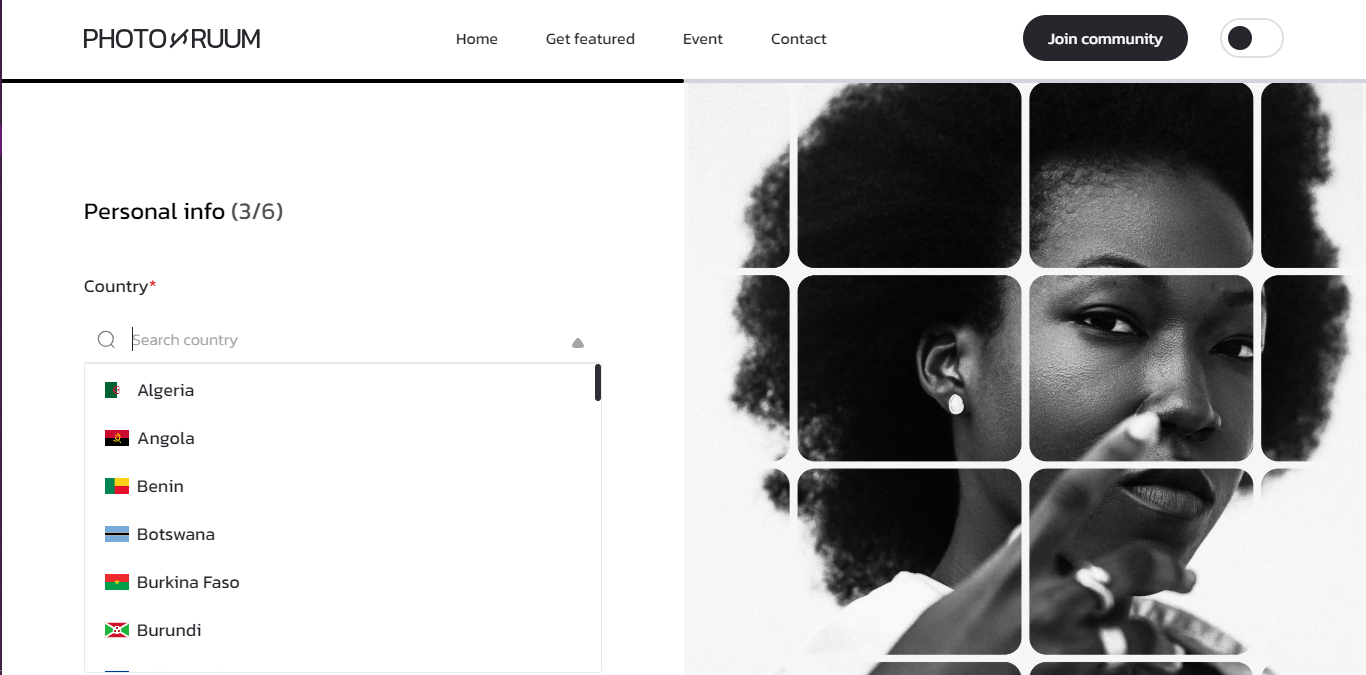 PHOTO RUUM
Home
Get featured
Event
Contact
Join community
Personal info (3/6)
Country*
Search country
Algeria
Angola
Benin
Botswana
Burkina Faso
Burundi